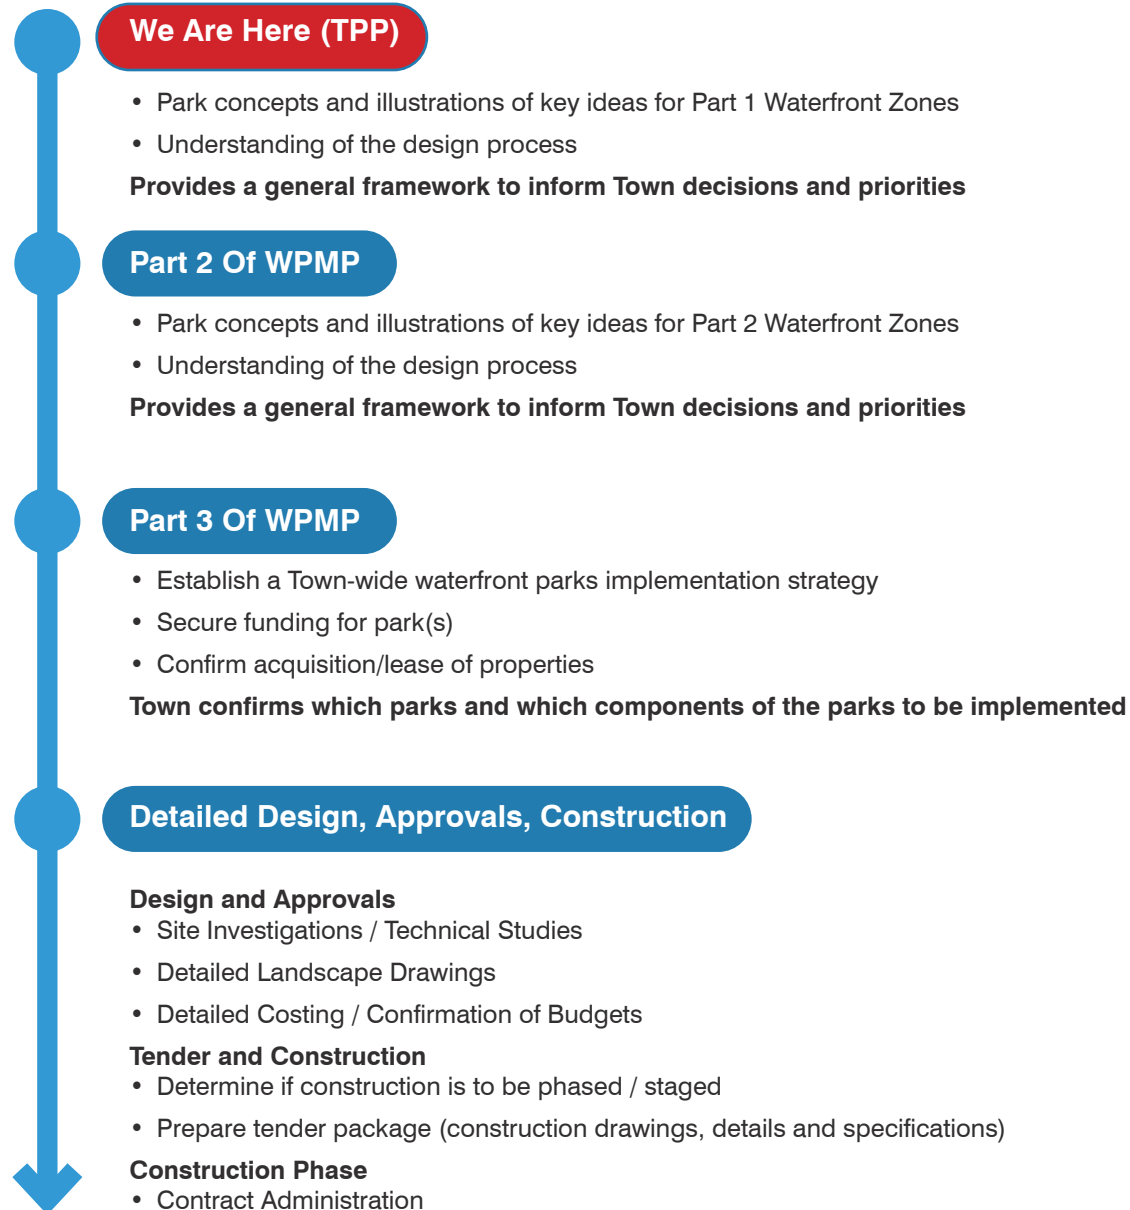 We Are Here (TPP)
• Park concepts and illustrations of key ideas for Part 1 Waterfront Zones
• Understanding of the design process
Provides a general framework to inform Town decisions and priorities
Part 2 Of WPMP
• Park concepts and illustrations of key ideas for Part 2 Waterfront Zones
• Understanding of the design process
Provides a general framework to inform Town decisions and priorities
Part 3 Of WPMP
• Establish a Town-wide waterfront parks implementation strategy
• Secure funding for park(s)
• Confirm acquisition/lease of properties
Town confirms which parks and which components of the parks to be implemented
Detailed Design, Approvals, Construction
Design and Approvals
• Site Investigations / Technical Studies
• Detailed Landscape Drawings
• Detailed Costing / Confirmation of Budgets
Tender and Construction
• Determine if construction is to be phased / staged
• Prepare tender package (construction drawings, details and specifications)
Construction Phase
• Contract Administration